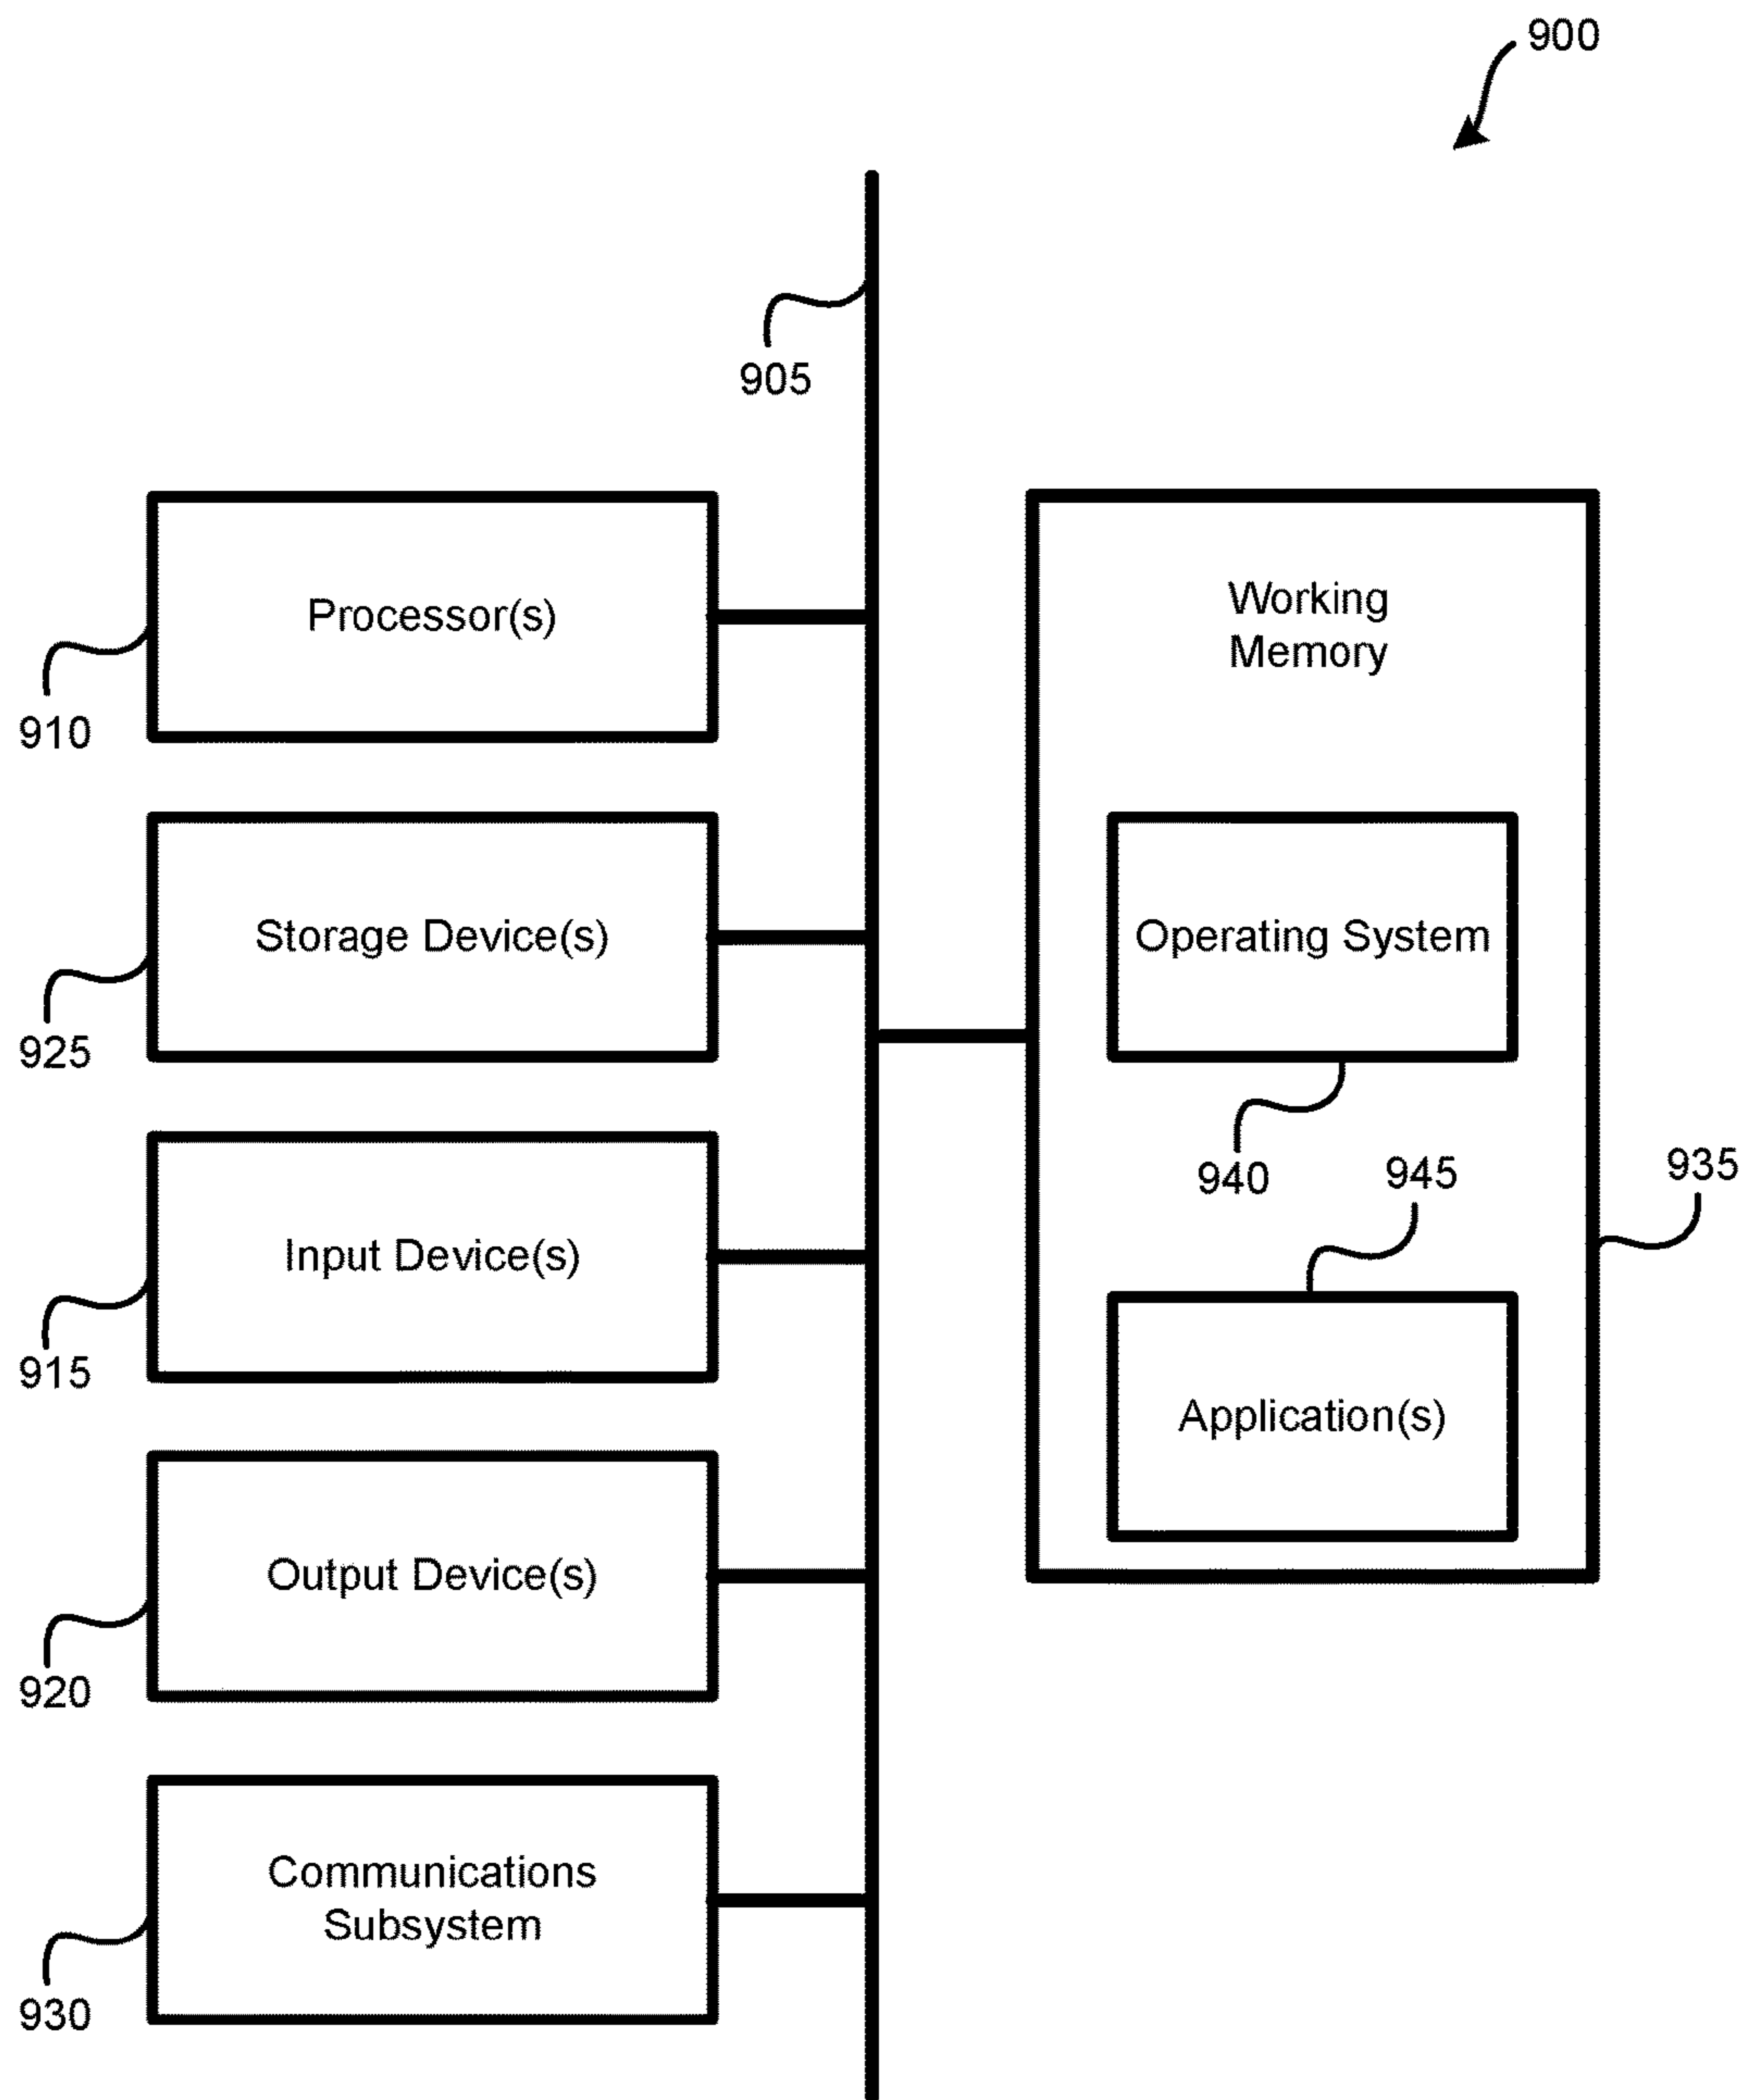 900
905
Processor(s)
910
Storage Device(s)
925
Input Device(s)
915
Output Device(s)
920
Communications
Subsystem
930
Working
Memory
Operating System
940
945
935
Application(s)